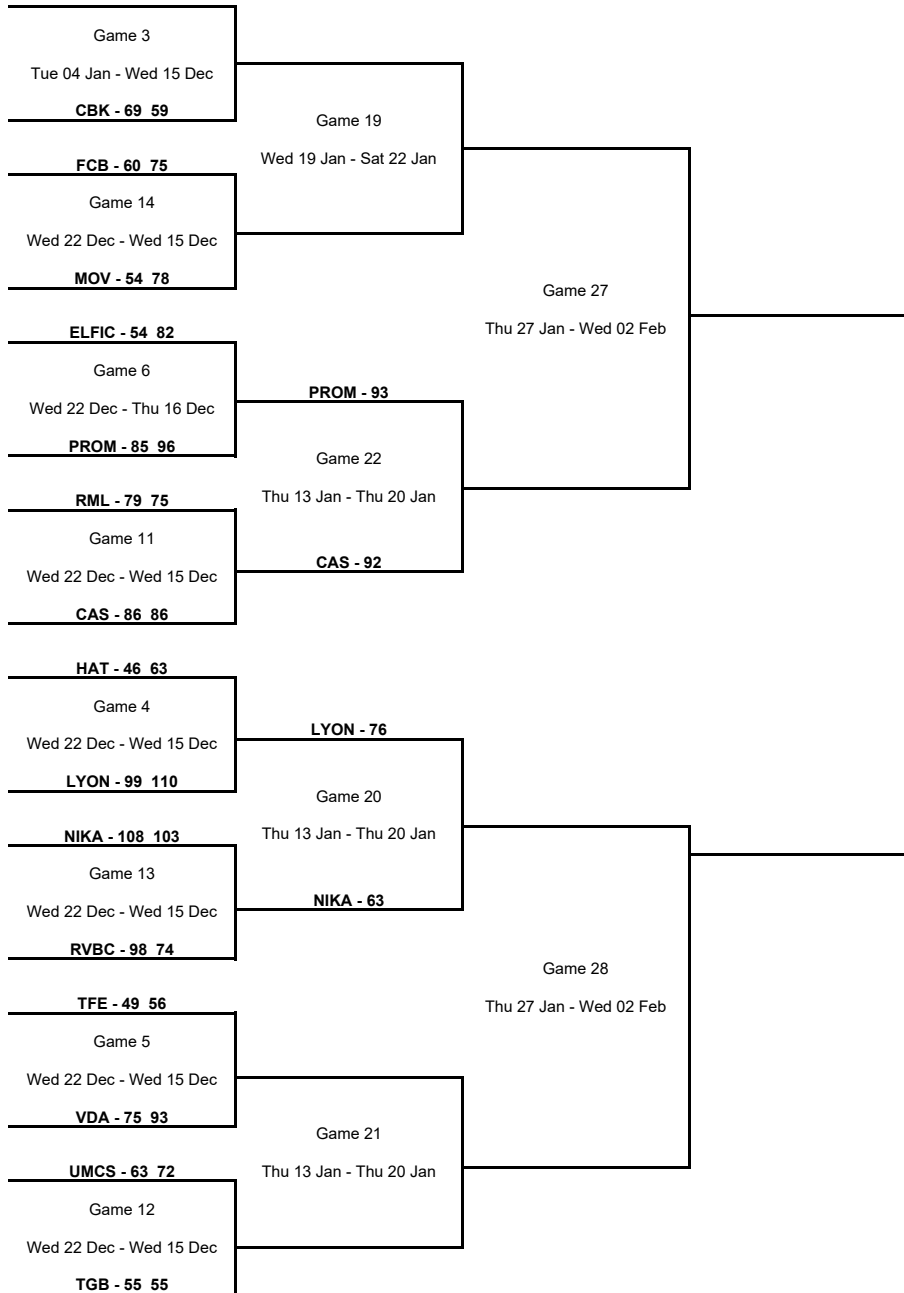 Game 3
Tue 04 Jan - Wed 15 Dec
CBK - 69 59
Game 19
Wed 19 Jan - Sat 22 Jan
FCB - 60 75
Game 14
Wed 22 Dec - Wed 15 Dec
MOV - 54 78
Game 27
Thu 27 Jan - Wed 02 Feb
ELFIC - 54 82
Game 6
Wed 22 Dec - Thu 16 Dec
PROM - 85 96
PROM - 93
Game 22
Thu 13 Jan - Thu 20 Jan
CAS - 92
RML - 79 75
Game 11
Wed 22 Dec - Wed 15 Dec
CAS - 86 86
HAT - 46 63
Game 4
Wed 22 Dec - Wed 15 Dec
LYON - 99 110
LYON - 76
Game 20
Thu 13 Jan - Thu 20 Jan
NIKA - 63
NIKA - 108 103
Game 13
Wed 22 Dec - Wed 15 Dec
RVBC - 98 74
Game 28
Thu 27 Jan - Wed 02 Feb
TFE - 49 56
Game 5
Wed 22 Dec - Wed 15 Dec
VDA - 75 93
Game 21
Thu 13 Jan - Thu 20 Jan
UMCS - 63 72
Game 12
Wed 22 Dec - Wed 15 Dec
TGB - 55 55